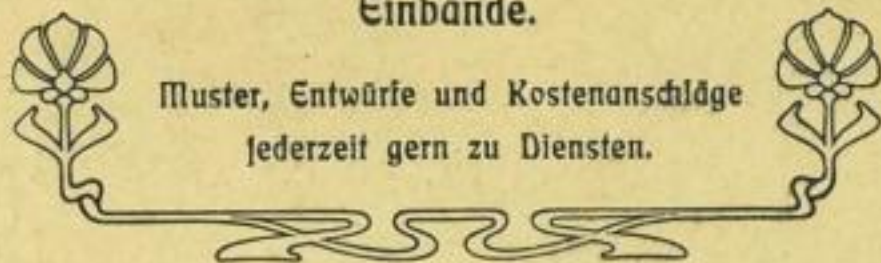 Einbände.
Muster, Entwürfe und Kostenanschläge
jederzeit gern zu Diensten.